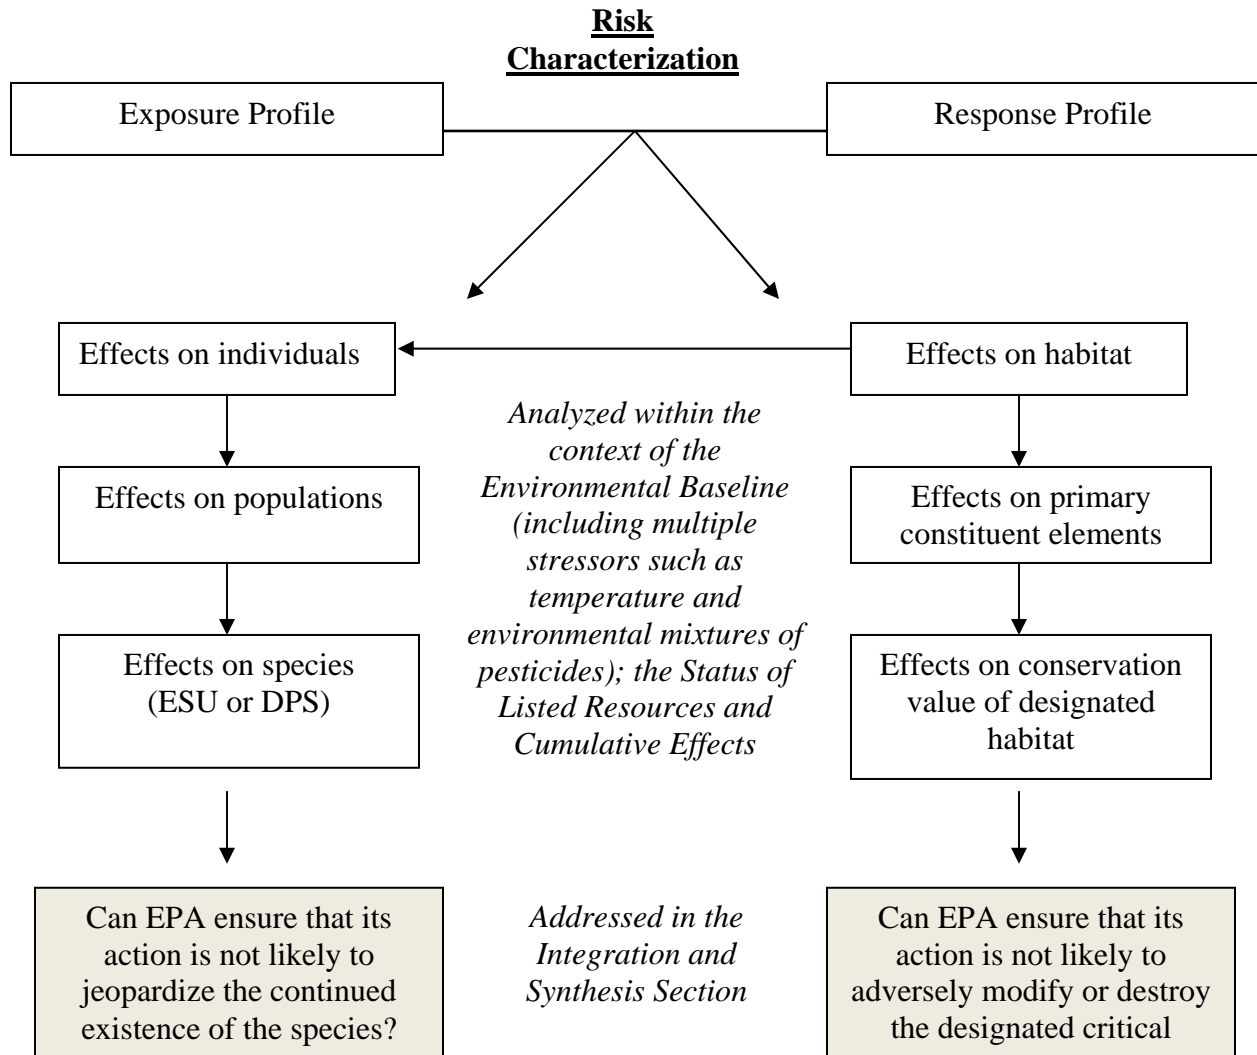 Risk
Characterization
Exposure Profile
Response Profile
Effects on individuals
Effects on habitat
Analyzed within the
context of the
Environmental Baseline
(including multiple
stressors such as
temperature and
environmental mixtures of
pesticides); the Status of
Listed Resources and
Cumulative Effects
Effects on populations
Effects on primary
constituent elements
Effects on species
(ESU or DPS)
Effects on conservation
value of designated
habitat
Can EPA ensure that its
action is not likely to
jeopardize the continued
existence of the species?
Addressed in the
Integration and
Synthesis Section
Can EPA ensure that its
action is not likely to
adversely modify or destroy
the designated critical